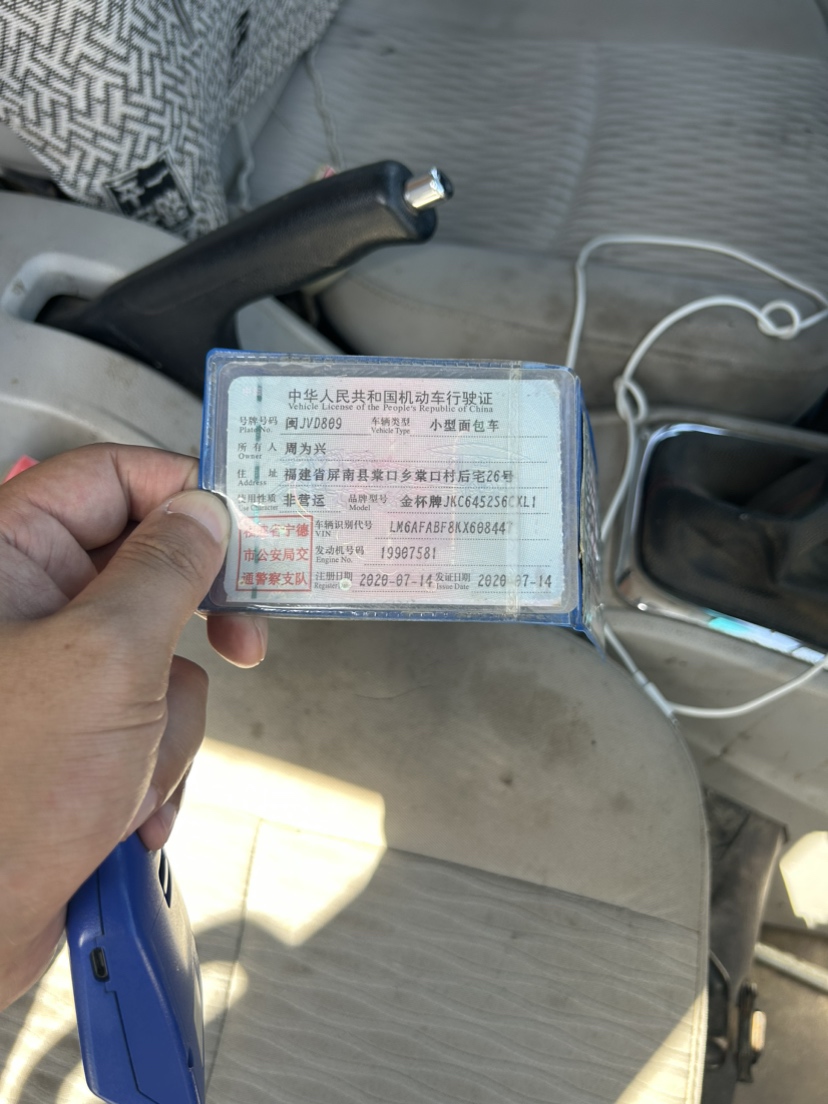 中华人民共和国机动车行驶证
Vehicle License of the People's Republic of China
号牌号码 闽JVD809 车辆类型 小型面包车
Plate No. Vehicle Type
所有人 周为兴
Owner
住址 福建省屏南县棠口乡棠口村后宅26号
Address
使用性质 非营运 品牌型号 金杯牌JKC6452S6CXL1
Use Character Model
福建省宁德
市公安局交
通警察支队
车辆识别代号 LM6AFABF8KX608447
VIN
发动机号码 19907581
Engine No.
注册日期 2020-07-14 发证日期 2020-07-14
Register Issue Date